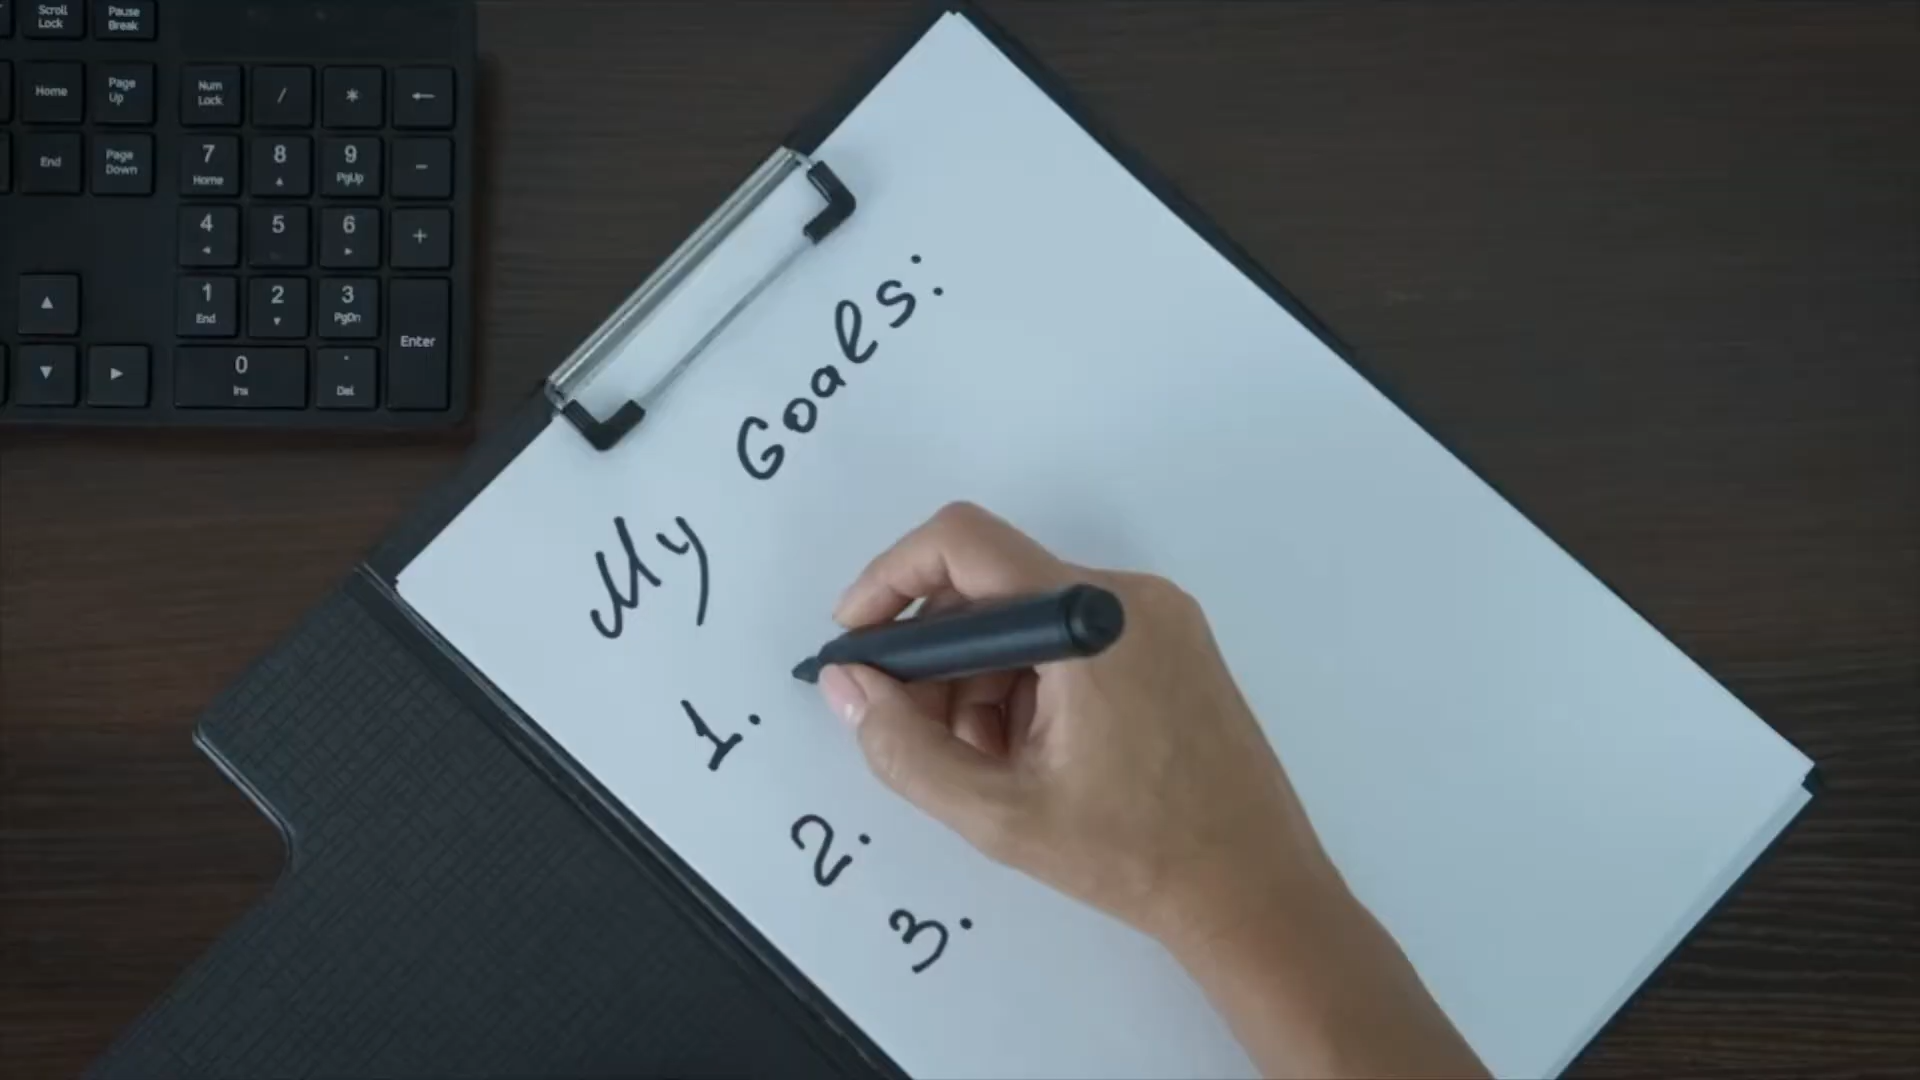 Scroll Lock
Pause Break
Home
Page Up
Num Lock
/
*
←
End
Page Down
7 Home
8 ▲
9 PgUp
-
4 ◄
5
6 ►
+
▲
1 End
2 ▼
3 PgDn
Enter
▼
►
0 Ins
. Del
My Goals:
1.
2.
3.